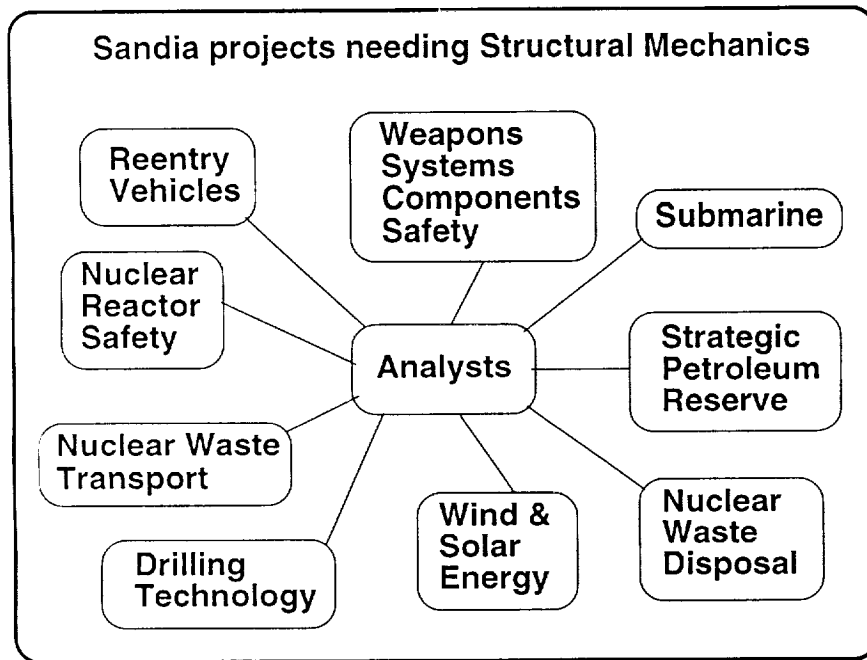 Sandia projects needing Structural Mechanics
Reentry
Vehicles
Weapons
Systems
Components
Safety
Submarine
Nuclear
Reactor
Safety
Analysts
Strategic
Petroleum
Reserve
Nuclear Waste
Transport
Drilling
Technology
Wind &
Solar
Energy
Nuclear
Waste
Disposal